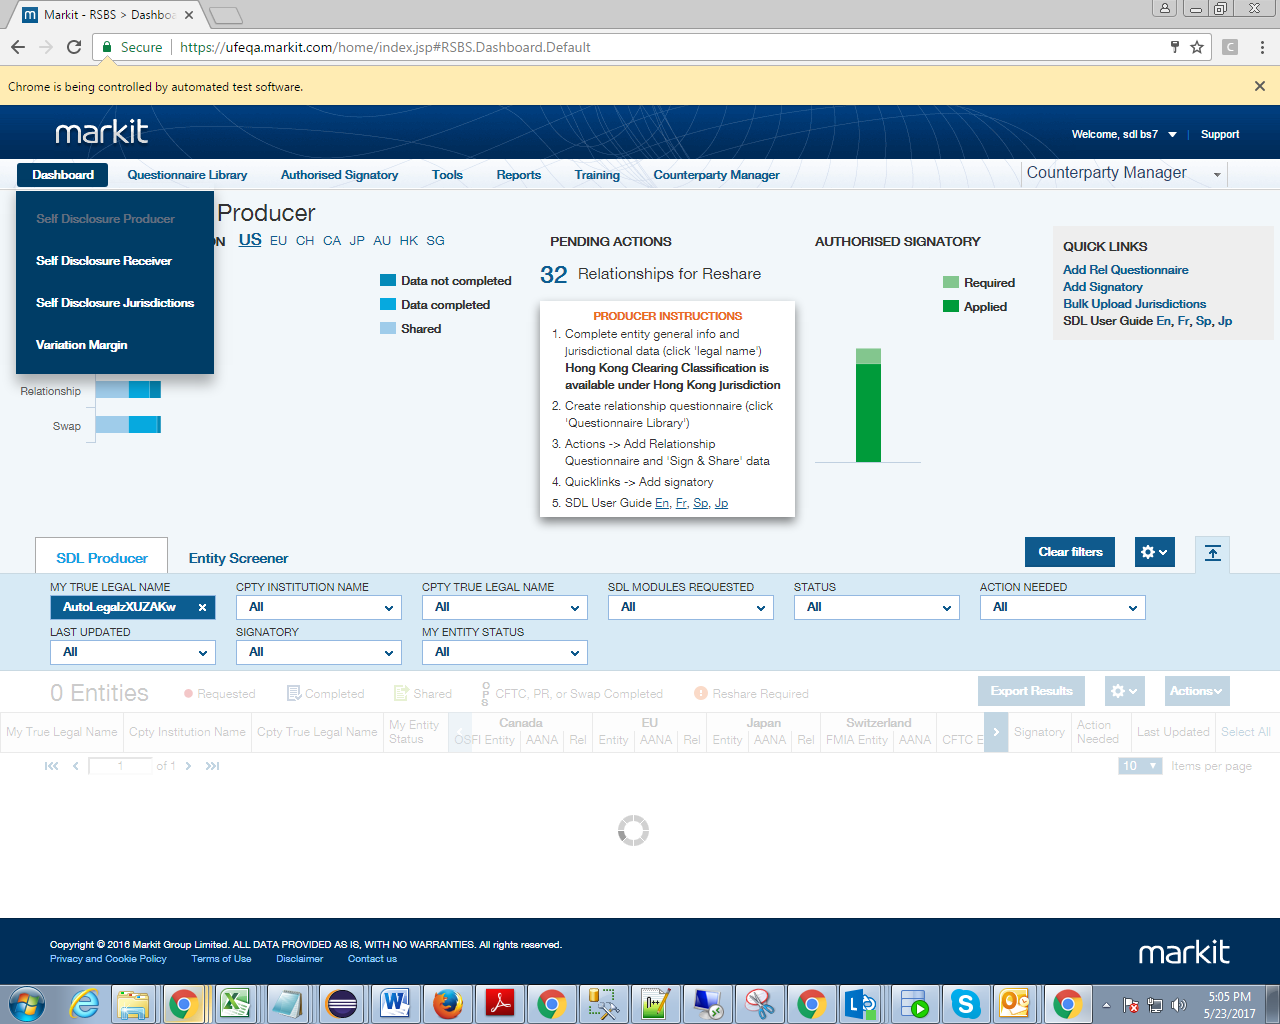 Markit - RSBS > Dashboa
Secure
https://ufeqa.markit.com/home/index.jsp#RSBS.Dashboard.Default
Chrome is being controlled by automated test software.
markit
Welcome, sdl bs7
Support
Dashboard
Questionnaire Library
Authorised Signatory
Tools
Reports
Training
Counterparty Manager
Counterparty Manager
Self Disclosure Producer
Self Disclosure Receiver
Self Disclosure Jurisdictions
Variation Margin
Producer
ON US EU CH CA JP AU HK SG
Data not completed
Data completed
Shared
Relationship
Swap
PENDING ACTIONS
32 Relationships for Reshare
PRODUCER INSTRUCTIONS
1. Complete entity general info and
jurisdictional data (click 'legal name')
Hong Kong Clearing Classification is
available under Hong Kong Jurisdiction
2. Create relationship questionnaire (click
'Questionnaire Library')
3. Actions -> Add Relationship
Questionnaire and 'Sign & Share' data
4. Quicklinks -> Add signatory
5. SDL User Guide En, Fr, Sp, Jp
AUTHORISED SIGNATORY
Required
Applied
QUICK LINKS
Add Rel Questionnaire
Add Signatory
Bulk Upload Jurisdictions
SDL User Guide En, Fr, Sp, Jp
SDL Producer
Entity Screener
Clear filters
MY TRUE LEGAL NAME
AutoLegalzXUZAKw
CPTY INSTITUTION NAME
All
CPTY TRUE LEGAL NAME
All
SDL MODULES REQUESTED
All
STATUS
All
ACTION NEEDED
All
LAST UPDATED
All
SIGNATORY
All
MY ENTITY STATUS
All
0 Entities
Requested
Completed
Shared
OPS
CFTC, PR, or Swap Completed
Reshare Required
Export Results
Actions
My True Legal Name
Cpty Institution Name
Cpty True Legal Name
My Entity
Status
Canada
OSFI Entity
AANA
Rel
EU
Entity
AANA
Rel
Japan
Entity
AANA
Rel
Switzerland
FMIA Entity
AANA
CFTC E
Signatory
Action
Needed
Last Updated
Select All
1 of 1
10
Items per page
Copyright © 2016 Markit Group Limited. ALL DATA PROVIDED AS IS, WITH NO WARRANTIES. All rights reserved.
Privacy and Cookie Policy
Terms of Use
Disclaimer
Contact us
markit
5:05 PM
5/23/2017